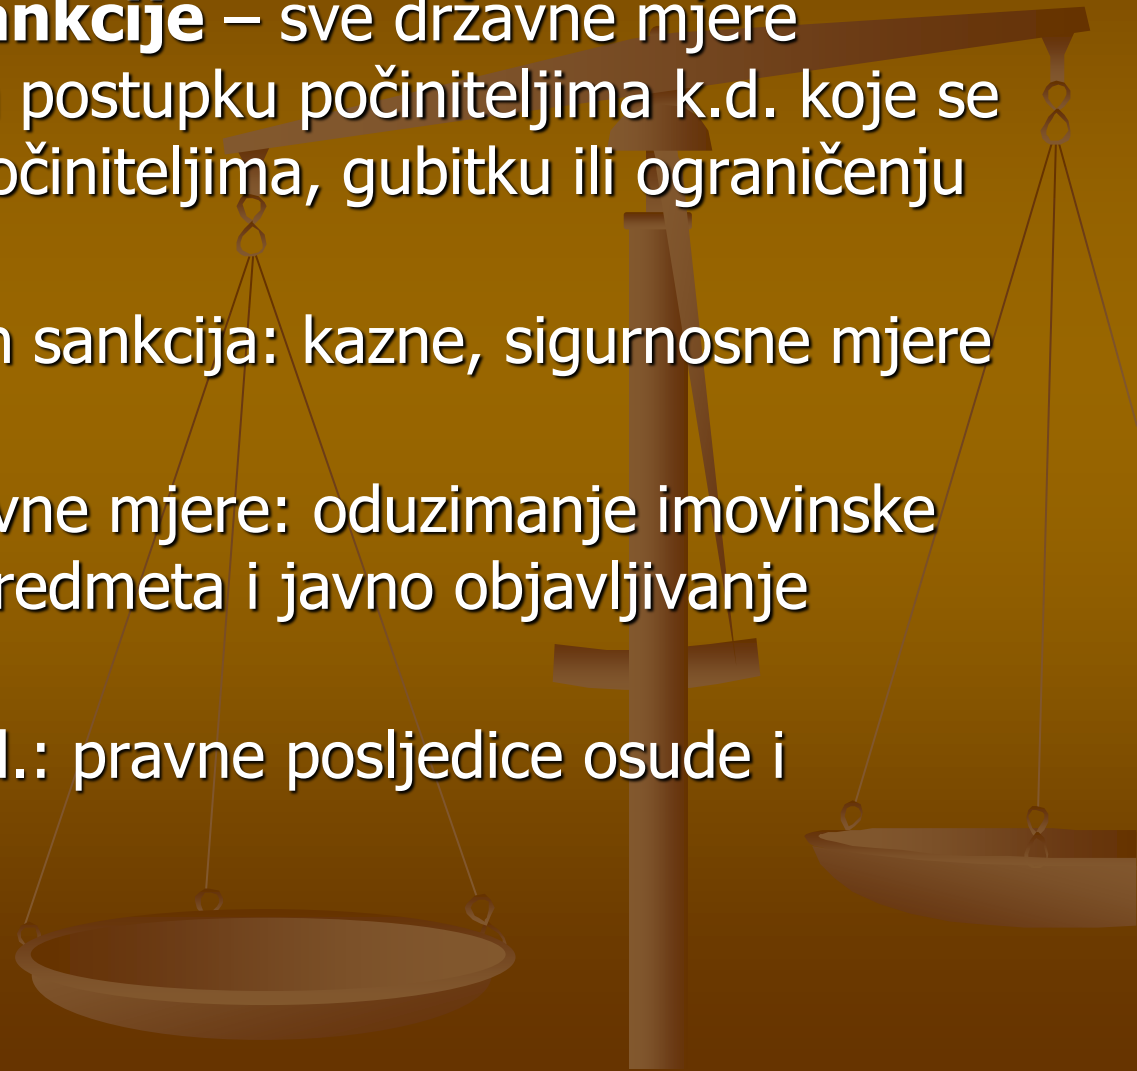 ankcije – sve državne mjere
postupku počiniteljima k.d. koje se
očiniteljima, gubitku ili ograničenju
sankcija: kazne, sigurnosne mjere
vne mjere: oduzimanje imovinske
redmeta i javno objavljivanje
d.: pravne posljedice osude i